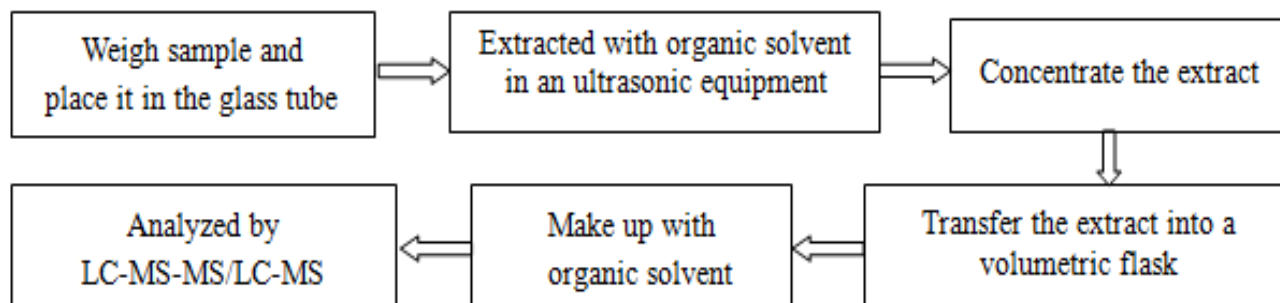 Weigh sample and
place it in the glass tube
Extracted with organic solvent
in an ultrasonic equipment
Concentrate the extract
Transfer the extract into a
volumetric flask
Make up with
organic solvent
Analyzed by
LC-MS-MS/LC-MS